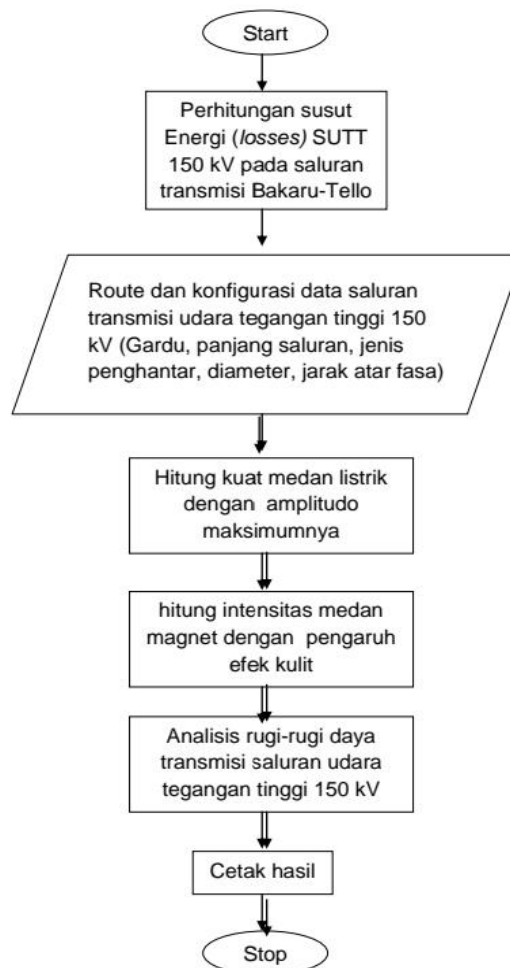 Start
Perhitungan susut
Energi (losses) SUTT
150 kV pada saluran
transmisi Bakaru-Tello
Route dan konfigurasi data saluran
transmisi udara tegangan tinggi 150
kV (Gardu, panjang saluran, jenis
penghantar, diameter, jarak atar fasa)
Hitung kuat medan listrik
dengan amplitudo
maksimumnya
hitung intensitas medan
magnet dengan pengaruh
efek kulit
Analisis rugi-rugi daya
transmisi saluran udara
tegangan tinggi 150 kV
Cetak hasil
Stop